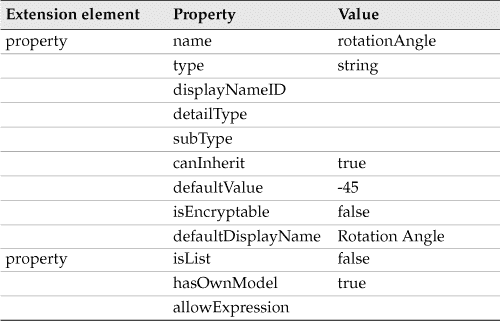 Extension element Property Value
property name rotationAngle
type string
displayNameID
detailType
subType
canInherit true
defaultValue -45
isEncryptable false
defaultDisplayName Rotation Angle
property isList false
hasOwnModel true
allowExpression